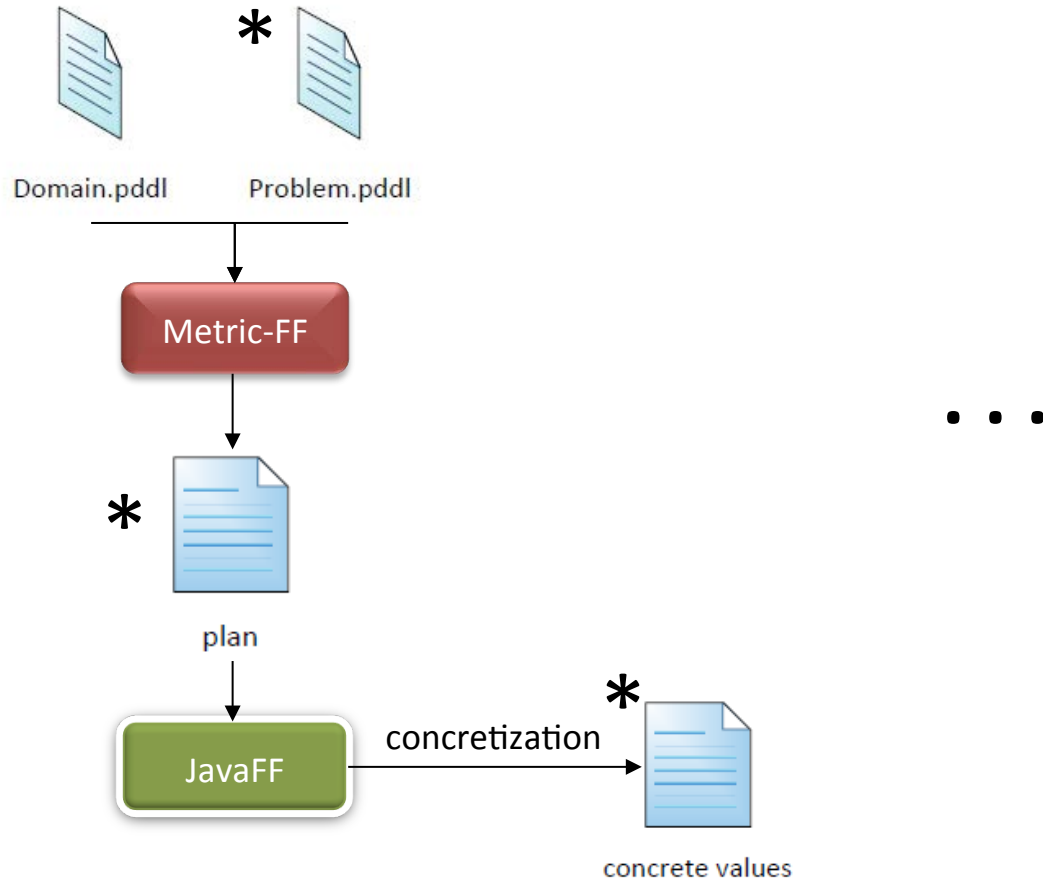 *
Domain.pddl
Problem.pddl
Metric-FF
. . .
*
plan
*
concretization
JavaFF
concrete values